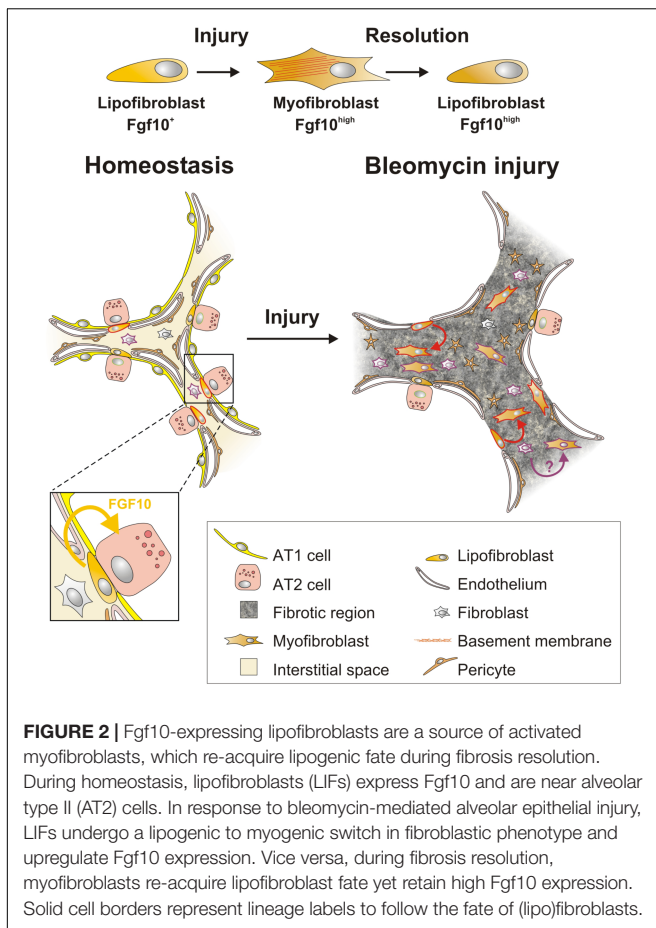 Injury
Resolution
Lipofibroblast
Fgf10⁺
Myofibroblast
Fgf10ʰⁱᵍʰ
Lipofibroblast
Fgf10ʰⁱᵍʰ
Homeostasis
Bleomycin injury
Injury
?
FGF10
AT1 cell
AT2 cell
Fibrotic region
Myofibroblast
Interstitial space
Lipofibroblast
Endothelium
Fibroblast
Basement membrane
Pericyte
FIGURE 2 | Fgf10-expressing lipofibroblasts are a source of activated
myofibroblasts, which re-acquire lipogenic fate during fibrosis resolution.
During homeostasis, lipofibroblasts (LIFs) express Fgf10 and are near alveolar
type II (AT2) cells. In response to bleomycin-mediated alveolar epithelial injury,
LIFs undergo a lipogenic to myogenic switch in fibroblastic phenotype and
upregulate Fgf10 expression. Vice versa, during fibrosis resolution,
myofibroblasts re-acquire lipofibroblast fate yet retain high Fgf10 expression.
Solid cell borders represent lineage labels to follow the fate of (lipo)fibroblasts.